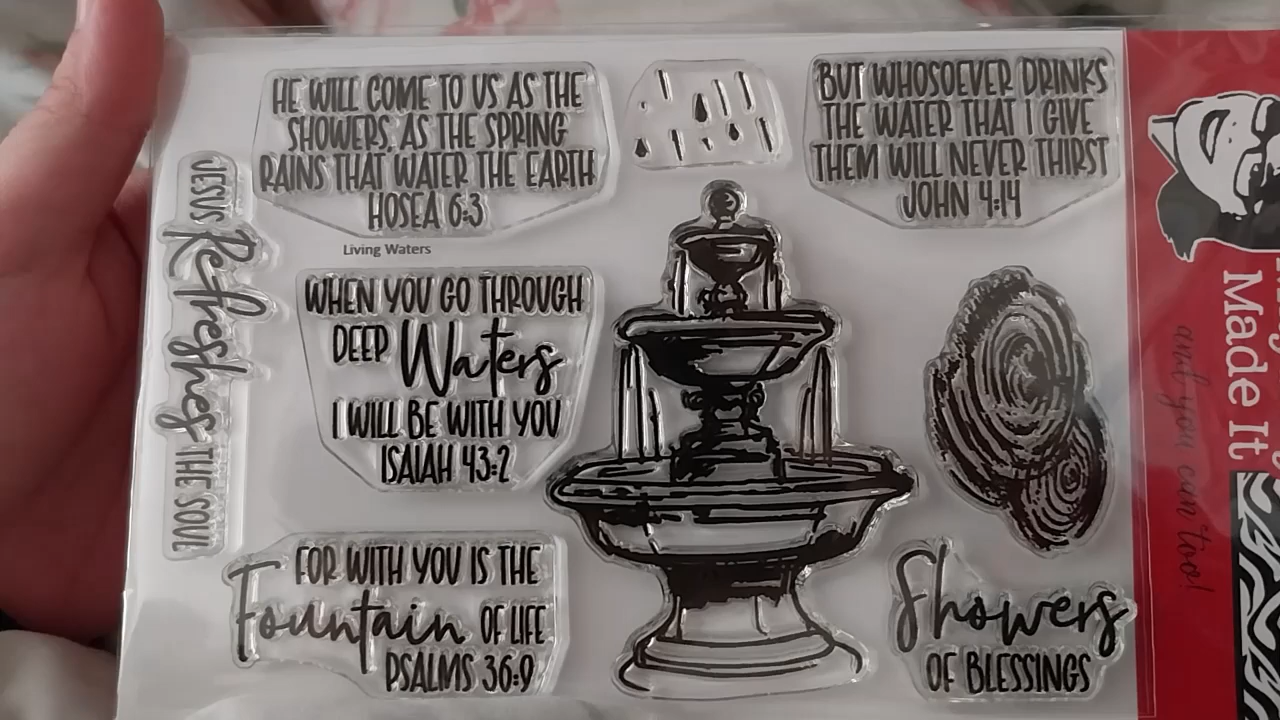 HE WILL COME TO US AS THE
SHOWERS, AS THE SPRING
RAINS THAT WATER THE EARTH
HOSEA 6:3
BUT WHOSOEVER DRINKS
THE WATER THAT I GIVE
THEM WILL NEVER THIRST
JOHN 4:14
JESUS Refreshes THE SOUL
Living Waters
WHEN YOU GO THROUGH
DEEP Waters
I WILL BE WITH YOU
ISAIAH 43:2
FOR WITH YOU IS THE
Fountain OF LIFE
PSALMS 36:9
Showers
OF BLESSINGS
Made It
and you can too!